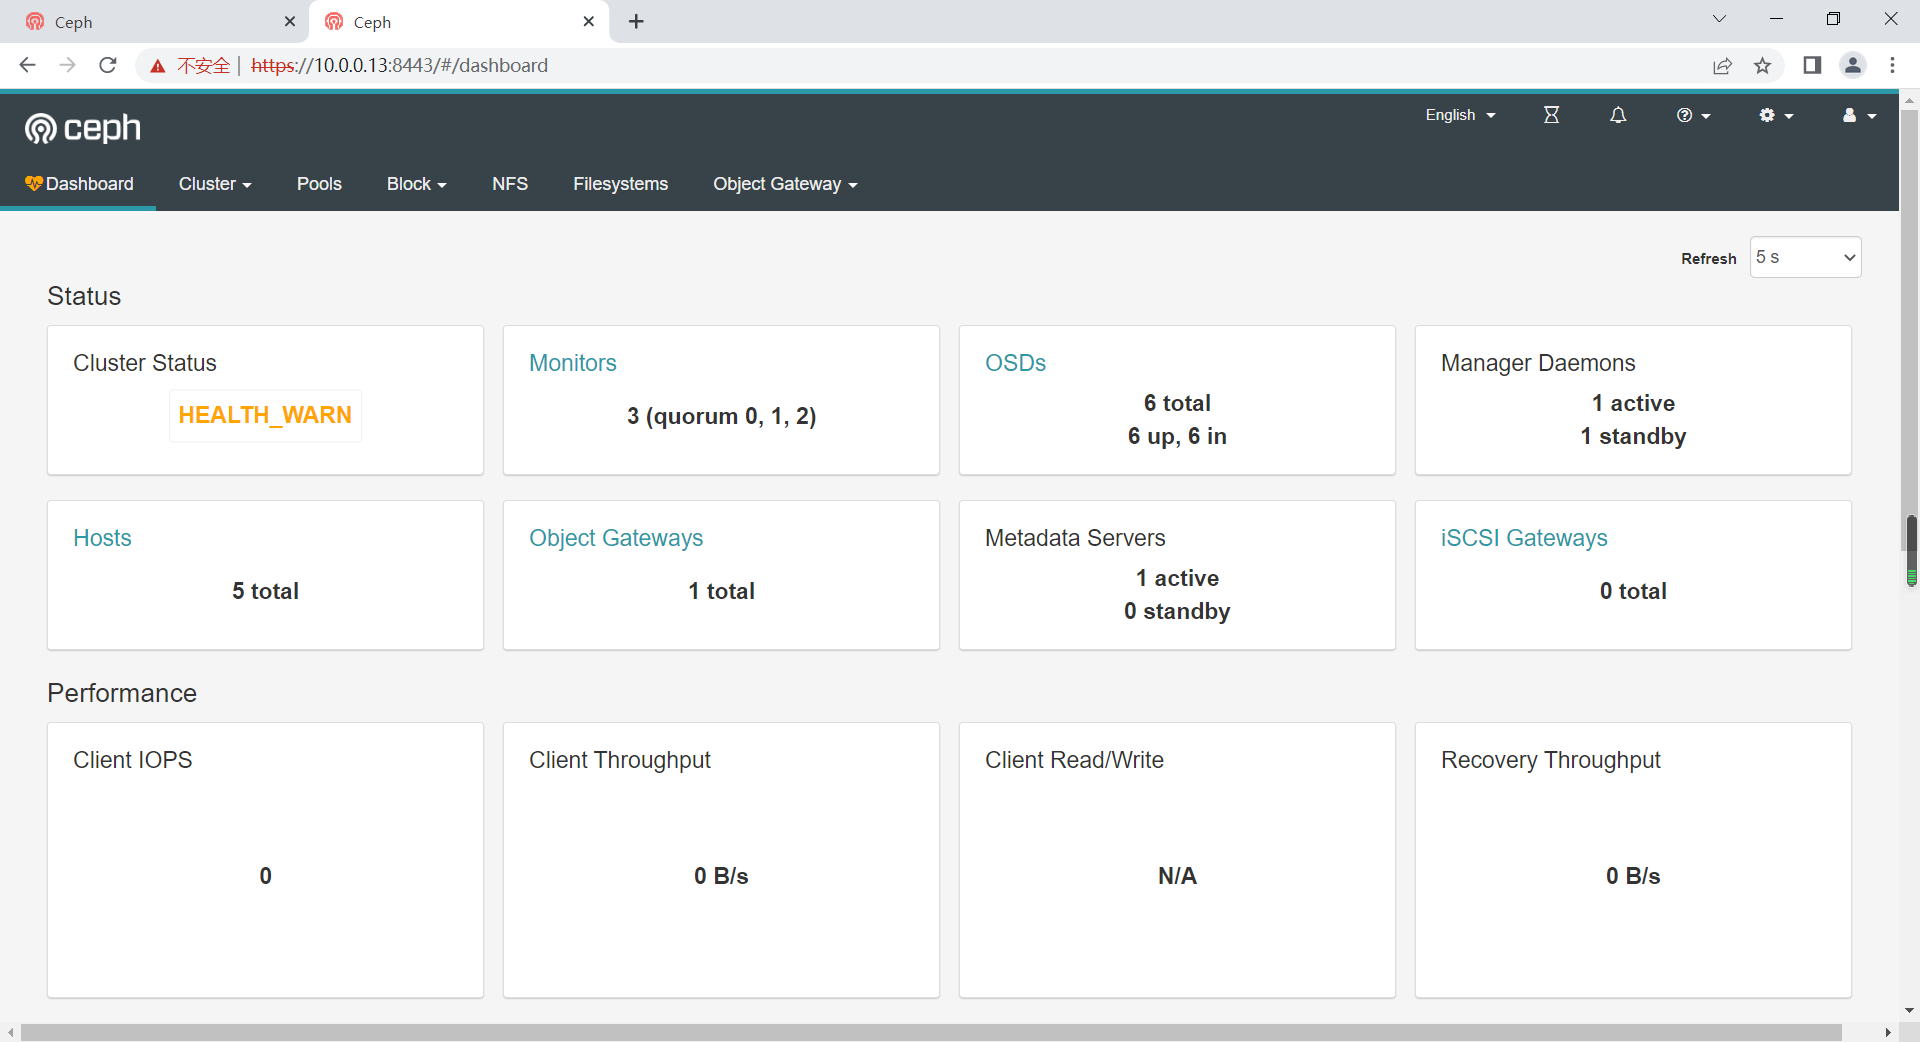 Ceph
Ceph
不安全 | https://10.0.0.13:8443/#/dashboard
ceph
English
Dashboard Cluster Pools Block NFS Filesystems Object Gateway
Refresh 5 s
Status
Cluster Status
HEALTH_WARN
Monitors
3 (quorum 0, 1, 2)
OSDs
6 total
6 up, 6 in
Manager Daemons
1 active
1 standby
Hosts
5 total
Object Gateways
1 total
Metadata Servers
1 active
0 standby
iSCSI Gateways
0 total
Performance
Client IOPS
0
Client Throughput
0 B/s
Client Read/Write
N/A
Recovery Throughput
0 B/s